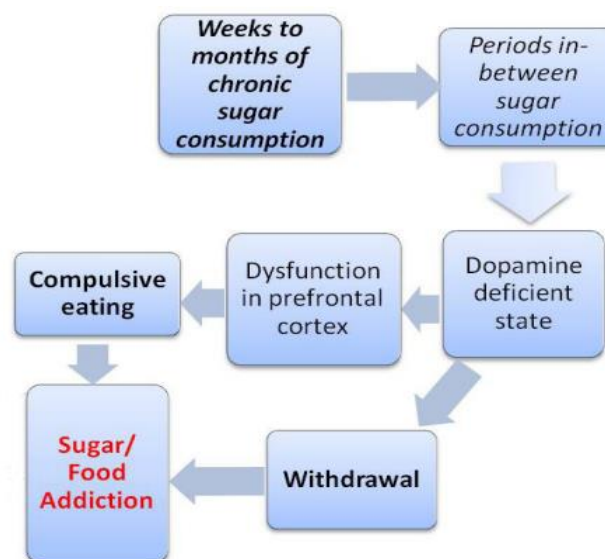 Weeks to
months of
chronic
sugar
consumption
Periods in-
between
sugar
consumption
Dopamine
deficient
state
Dysfunction
in prefrontal
cortex
Compulsive
eating
Withdrawal
Sugar/
Food
Addiction